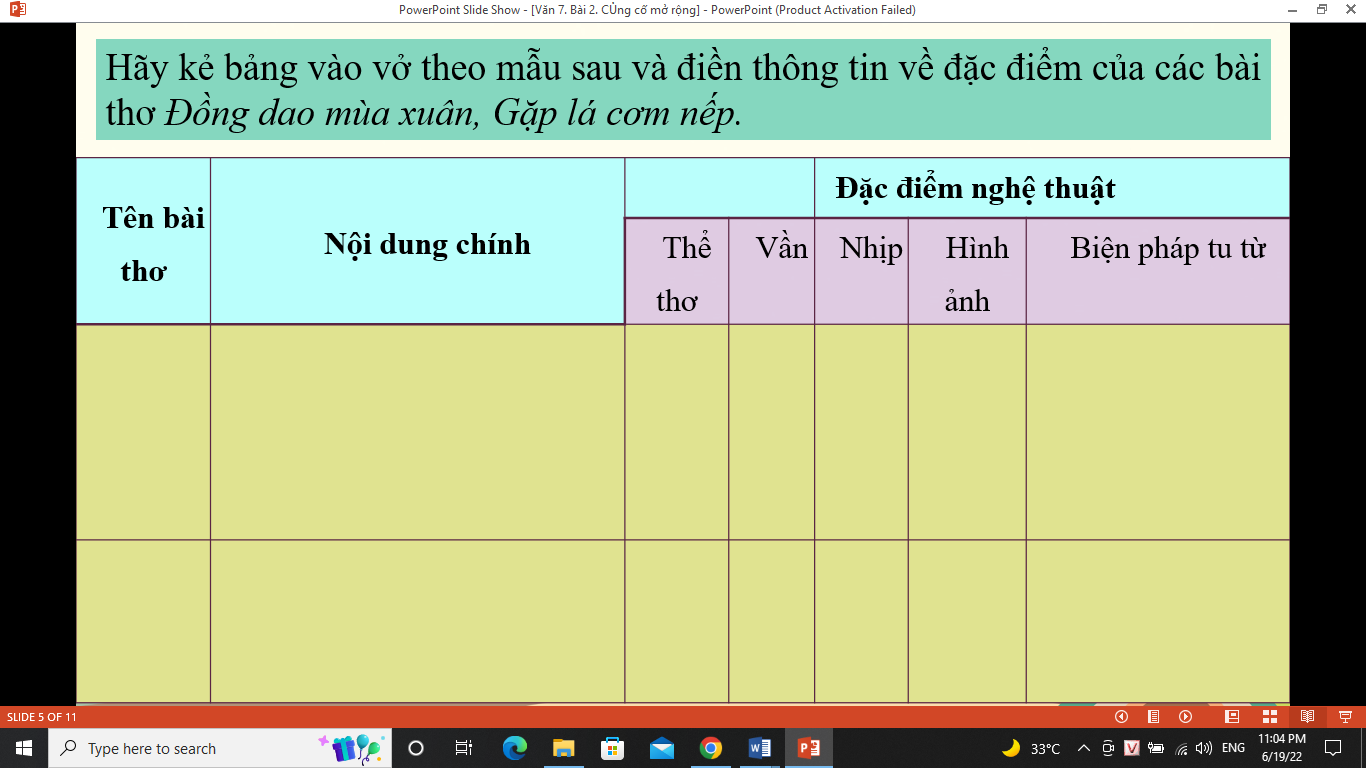 PowerPoint Slide Show - [Văn 7. Bài 2. CỦng cố mở rộng] - PowerPoint (Product Activation Failed)
Hãy kẻ bảng vào vở theo mẫu sau và điền thông tin về đặc điểm của các bài
thơ Đồng dao mùa xuân, Gặp lá cơm nếp.
Tên bài
thơ
Nội dung chính
Đặc điểm nghệ thuật
Thể
thơ
Vần
Nhịp
Hình
ảnh
Biện pháp tu từ
SLIDE 5 OF 11
Type here to search
33°C
ENG
11:04 PM
6/19/22